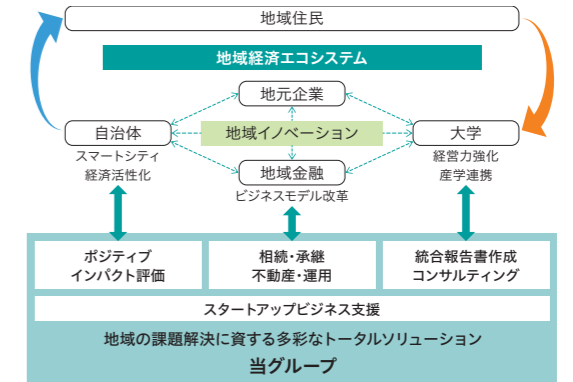 地域住民
地域経済エコシステム
地元企業
自治体
地域イノベーション
大学
スマートシティ
経済活性化
地域金融
ビジネスモデル改革
経営力強化
産学連携
ポジティブ
インパクト評価
相続・承継
不動産・運用
統合報告書作成
コンサルティング
スタートアップビジネス支援
地域の課題解決に資する多彩なトータルソリューション
当グループ